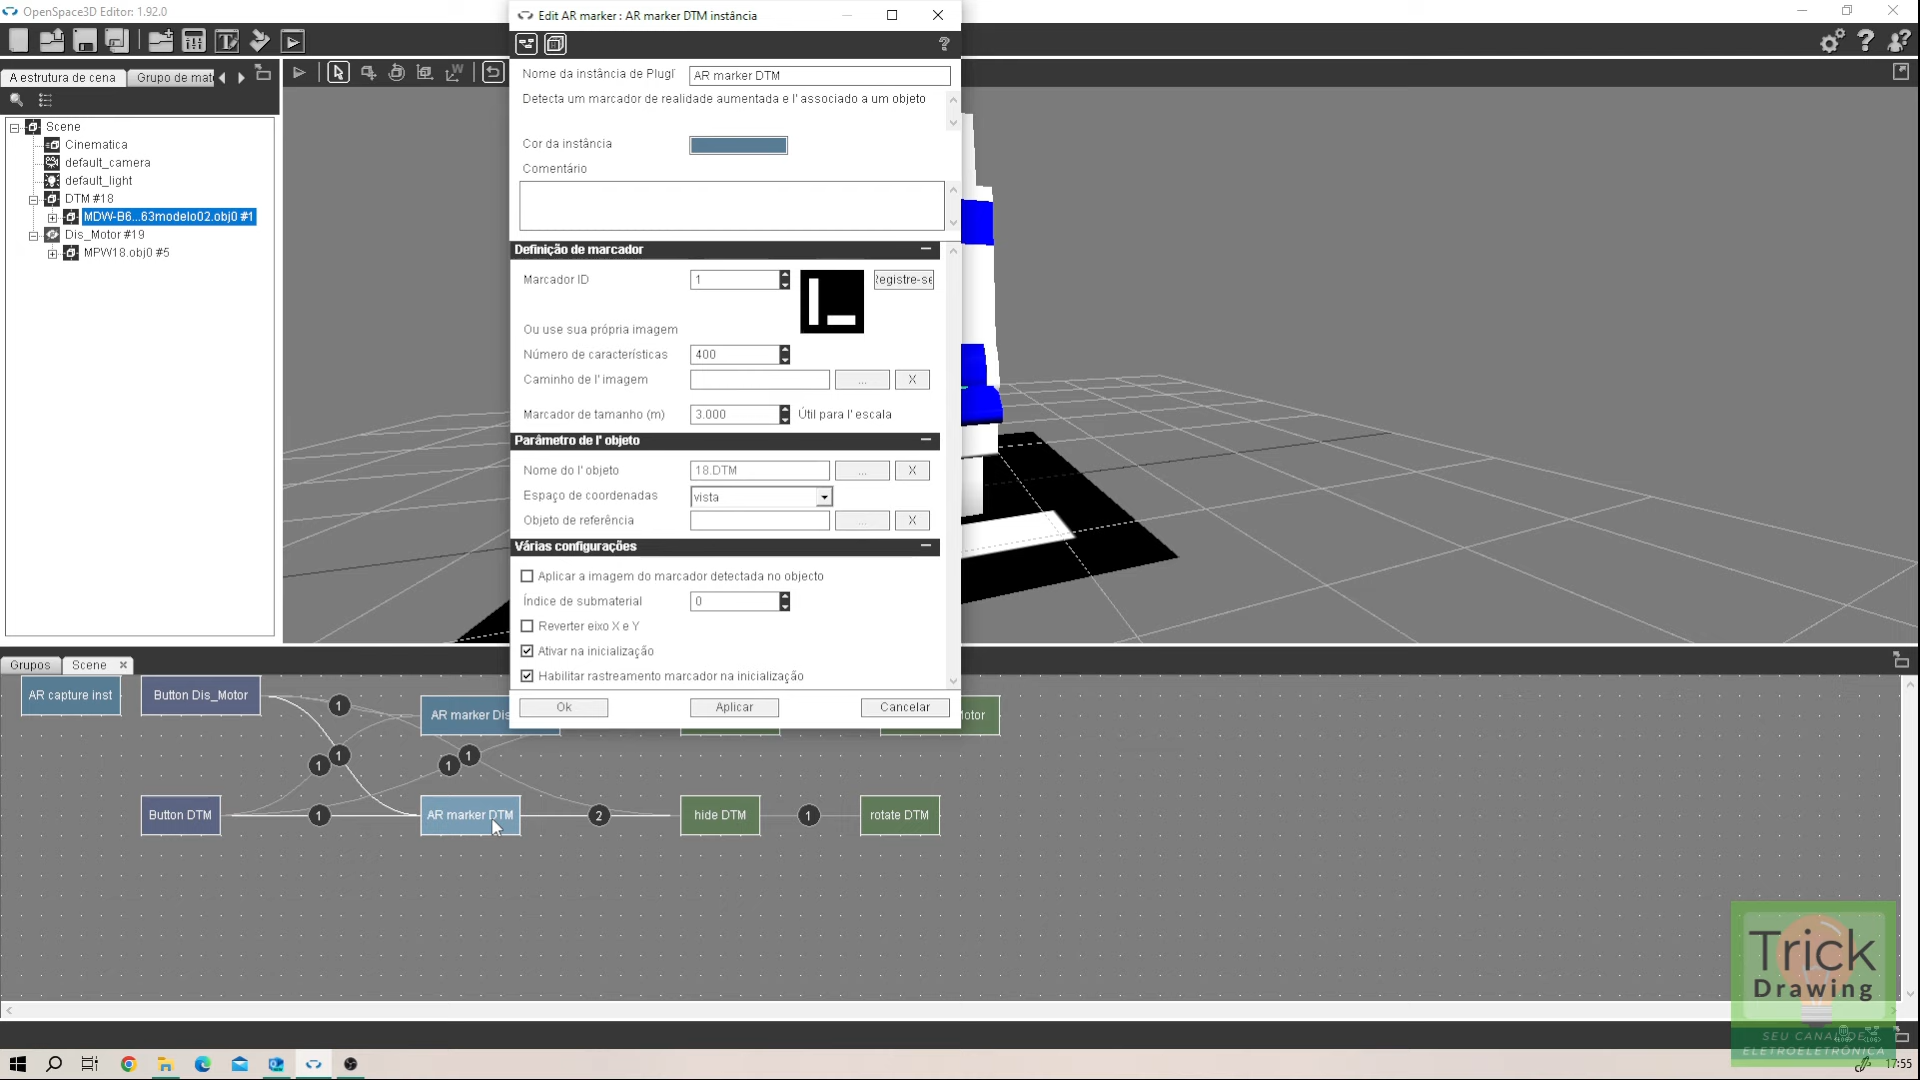 OpenSpace3D Editor: 1.92.0
Edit AR marker : AR marker DTM instância
A estrutura de cena
Grupo de mat
Scene
Cinematica
default_camera
default_light
DTM #18
MDW-B6...63modelo02.obj0 #1
Dis_Motor #19
MPW18.obj0 #5
Nome da instância de PlugI
AR marker DTM
Detecta um marcador de realidade aumentada e l' associado a um objeto
Cor da instância
Comentário
Definição de marcador
Marcador ID
1
Registre-se
Ou use sua própria imagem
Número de características
400
Caminho de l' imagem
...
X
Marcador de tamanho (m)
3.000
Útil para l' escala
Parâmetro de l' objeto
Nome do l' objeto
18.DTM
...
X
Espaço de coordenadas
vista
Objeto de referência
...
X
Várias configurações
Aplicar a imagem do marcador detectada no objecto
Índice de submaterial
0
Reverter eixo X e Y
Ativar na inicialização
Habilitar rastreamento marcador na inicialização
Ok
Aplicar
Cancelar
Grupos
Scene
AR capture inst
Button Dis_Motor
1
AR marker Dis
Motor
1
1
1
1
Button DTM
1
AR marker DTM
2
hide DTM
1
rotate DTM
Trick
Drawing
SEU CANAL DE
ELETROELETRÔNICA
17:55